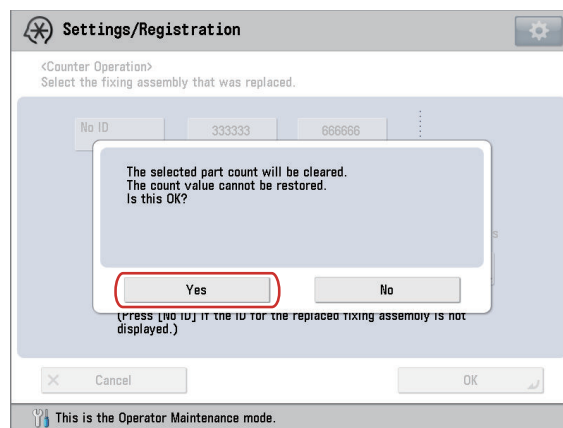 Settings/Registration
<Counter Operation>
Select the fixing assembly that was replaced.
No ID
333333
666666
The selected part count will be cleared.
The count value cannot be restored.
Is this OK?
Yes
No
(Press [No ID] if the ID for the replaced fixing assembly is not
displayed.)
Cancel
OK
This is the Operator Maintenance mode.